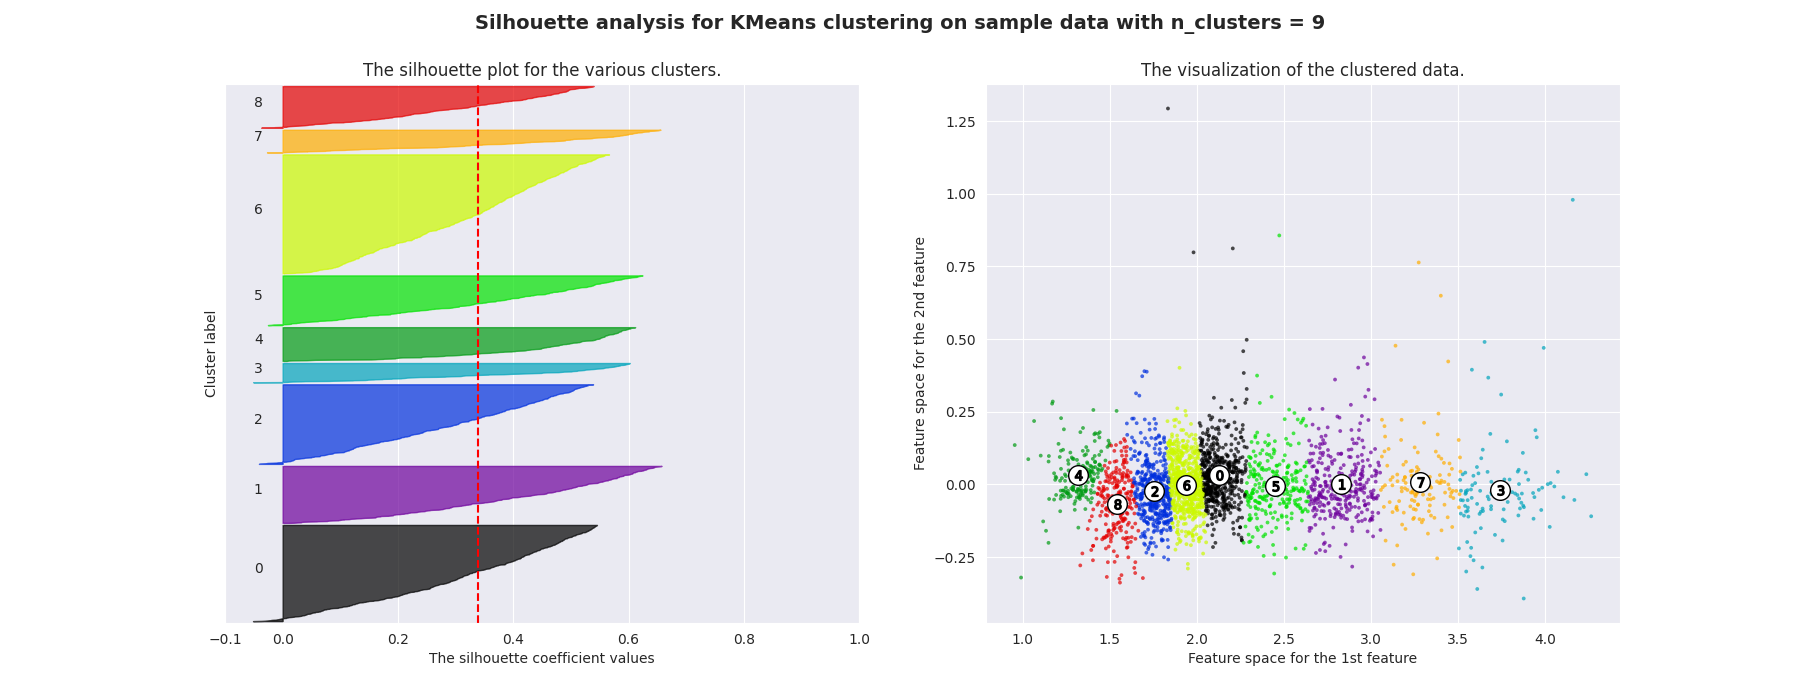 Silhouette analysis for KMeans clustering on sample data with n_clusters = 9
The silhouette plot for the various clusters.
8
7
6
5
4
3
2
1
0
Cluster label
−0.1 0.0 0.2 0.4 0.6 0.8 1.0
The silhouette coefficient values
The visualization of the clustered data.
1.25
1.00
0.75
0.50
0.25
0.00
−0.25
Feature space for the 2nd feature
4 8 2 6 0 5 1 7 3
1.0 1.5 2.0 2.5 3.0 3.5 4.0
Feature space for the 1st feature